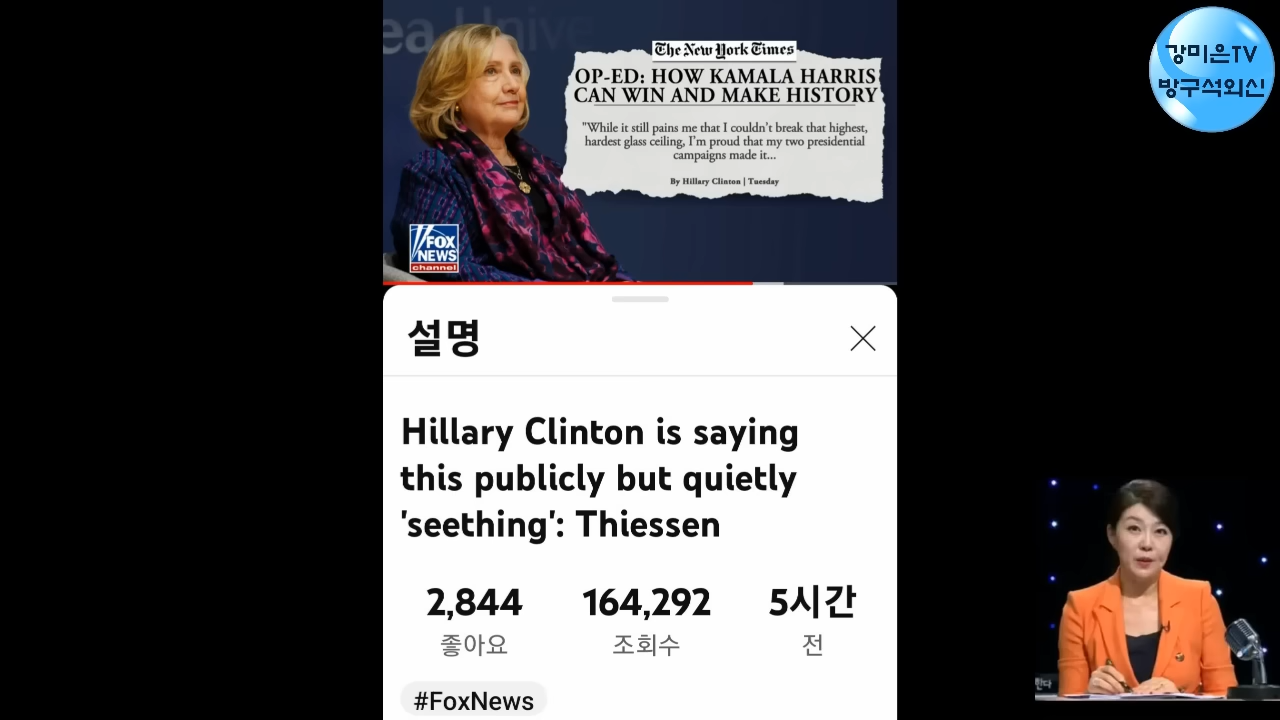 ea Unive
The New York Times
OP-ED: HOW KAMALA HARRIS
CAN WIN AND MAKE HISTORY
"While it still pains me that I couldn't break that highest,
hardest glass ceiling, I'm proud that my two presidential
campaigns made it...
By Hillary Clinton | Tuesday
FOX
NEWS
channel
강미은TV
방구석외신
설명
Hillary Clinton is saying
this publicly but quietly
'seething': Thiessen
2,844 164,292 5시간
좋아요 조회수 전
#FoxNews
한다